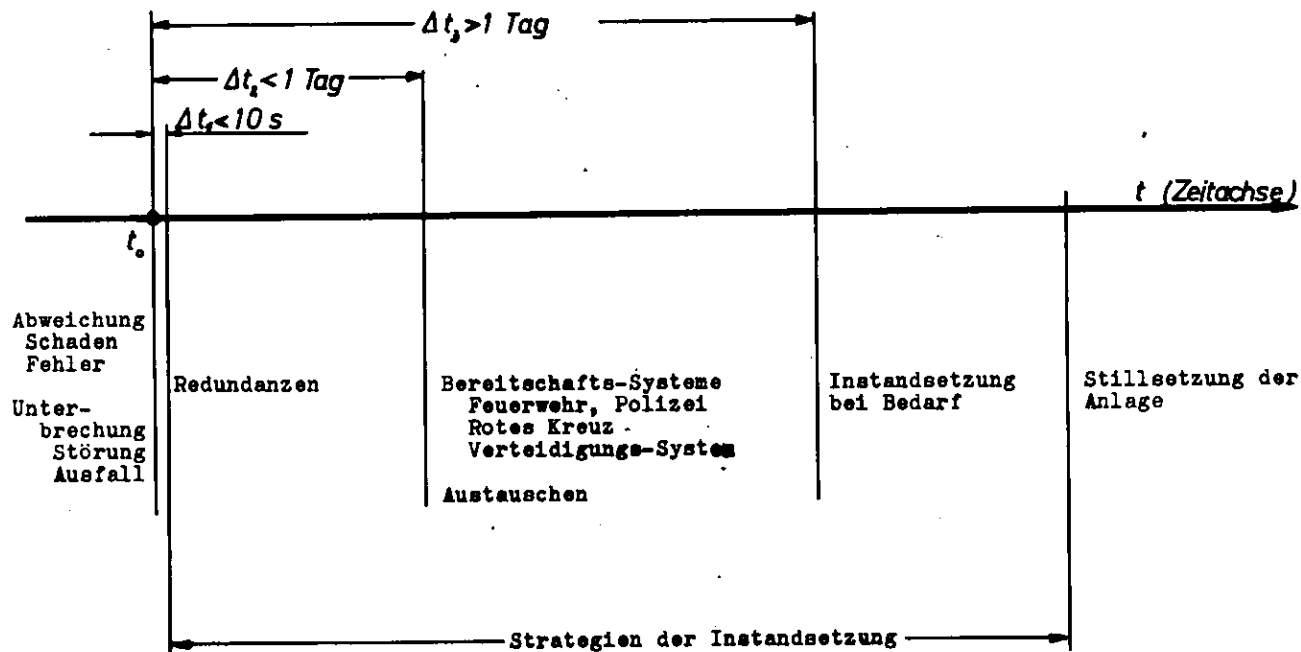 Δt₃>1 Tag
Δt₂<1 Tag
Δt₁<10 s
t (Zeitachse)
t₀
Abweichung
Schaden
Fehler
Unter-
brechung
Störung
Ausfall
Redundanzen
Bereitschafts-Systeme
Feuerwehr, Polizei
Rotes Kreuz
Verteidigungs-System
Austauschen
Instandsetzung
bei Bedarf
Stillsetzung der
Anlage
Strategien der Instandsetzung